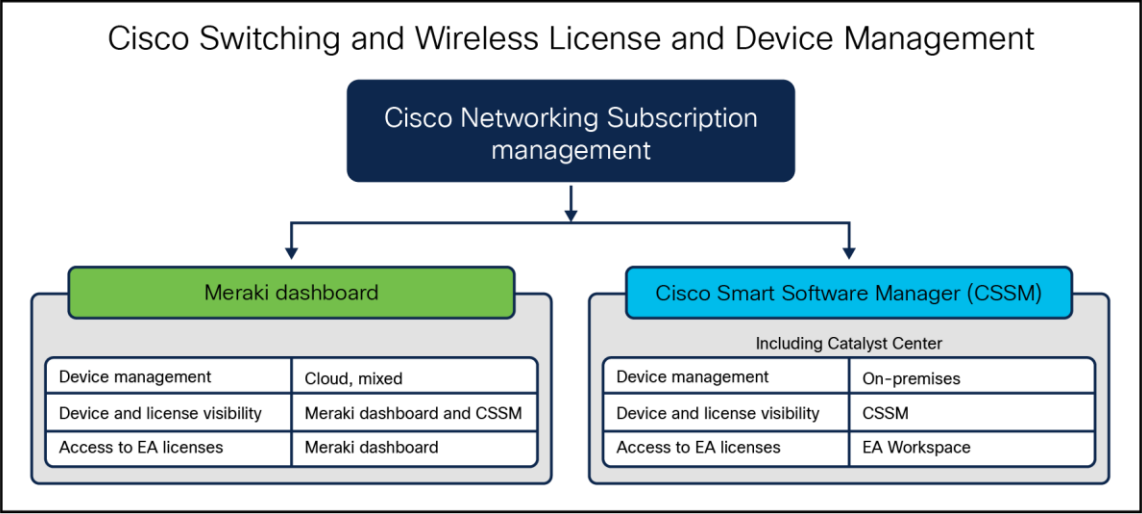 Cisco Switching and Wireless License and Device Management
Cisco Networking Subscription
management
Meraki dashboard
Device management Cloud, mixed
Device and license visibility Meraki dashboard and CSSM
Access to EA licenses Meraki dashboard
Cisco Smart Software Manager (CSSM)
Including Catalyst Center
Device management On-premises
Device and license visibility CSSM
Access to EA licenses EA Workspace